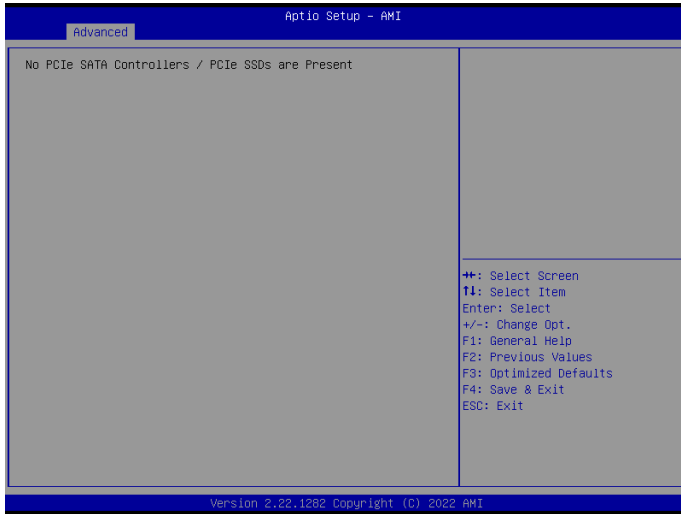 Aptio Setup – AMI
Advanced
No PCIe SATA Controllers / PCIe SSDs are Present
→←: Select Screen
↑↓: Select Item
Enter: Select
+/-: Change Opt.
F1: General Help
F2: Previous Values
F3: Optimized Defaults
F4: Save & Exit
ESC: Exit
Version 2.22.1282 Copyright (C) 2022 AMI